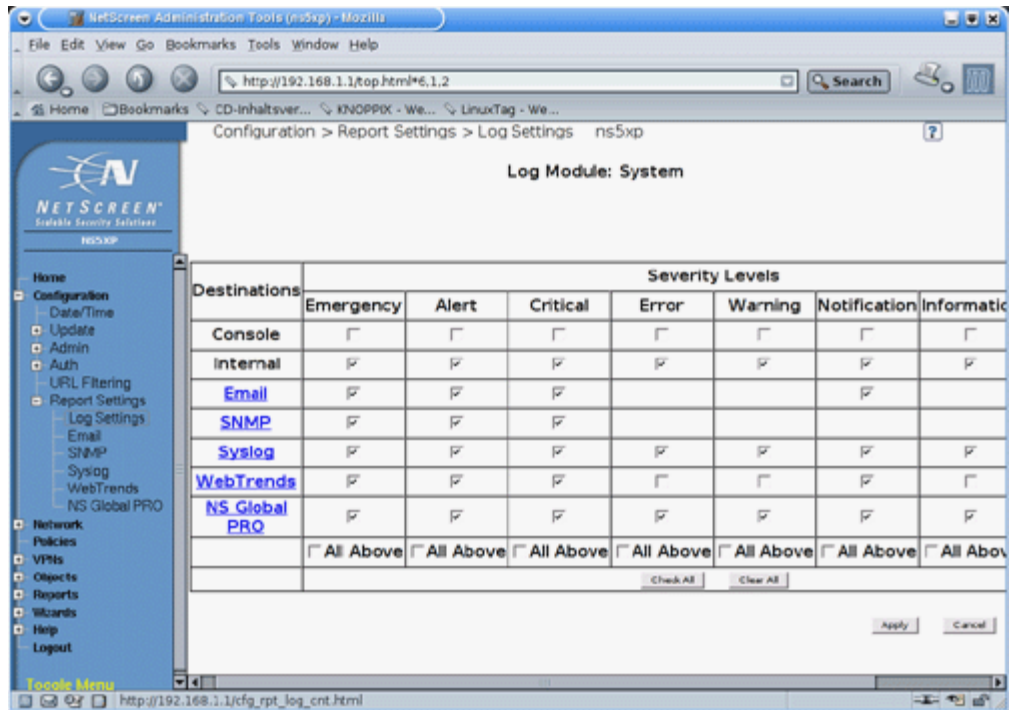 NetScreen Administration Tools (ns5xp) - Mozilla
File Edit View Go Bookmarks Tools Window Help
http://192.168.1.1/top.html#6,1,2
Search
Home Bookmarks CD-Inhaltsver... KNOPPIX - We... LinuxTag - We...
Configuration > Report Settings > Log Settings ns5xp
?
N
NETSCREEN
Scalable Security Solutions
NS5XP
Log Module: System
Home
Configuration
Date/Time
Update
Admin
Auth
URL Filtering
Report Settings
Log Settings
Email
SNMP
Syslog
WebTrends
NS Global PRO
Network
Policies
VPNs
Objects
Reports
Wizards
Help
Logout
Toggle Menu
Destinations Severity Levels
Emergency Alert Critical Error Warning Notification Informatio
Console
Internal
Email
SNMP
Syslog
WebTrends
NS Global
PRO
All Above All Above All Above All Above All Above All Above All Abov
Check All Clear All
Apply Cancel
http://192.168.1.1/cfg_rpt_log_cnt.html